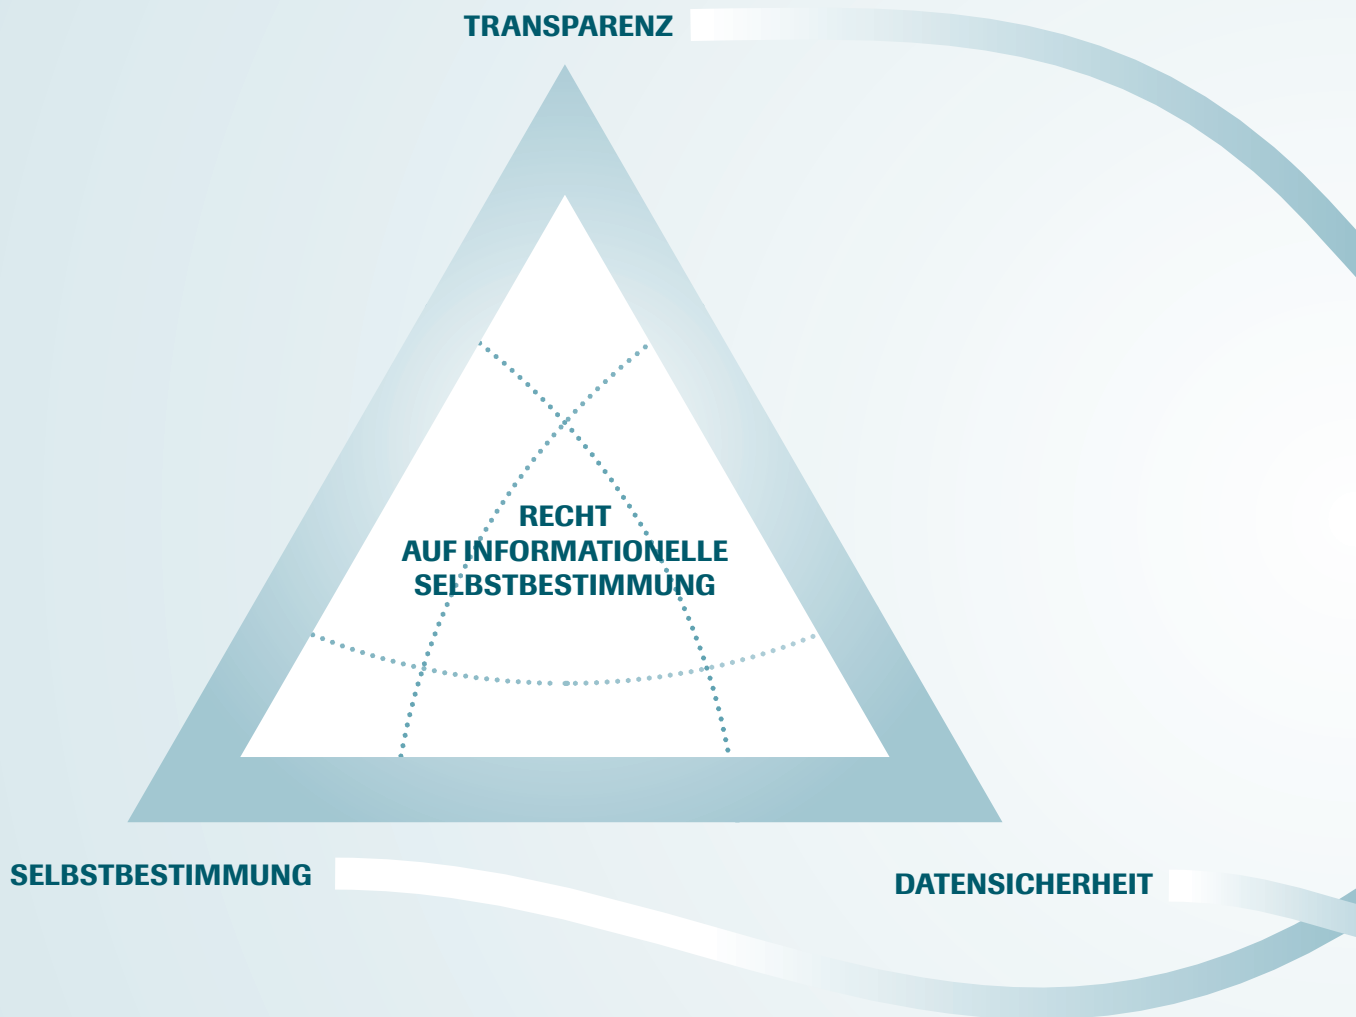 TRANSPARENZ
RECHT
AUF INFORMATIONELLE
SELBSTBESTIMMUNG
SELBSTBESTIMMUNG
DATENSICHERHEIT